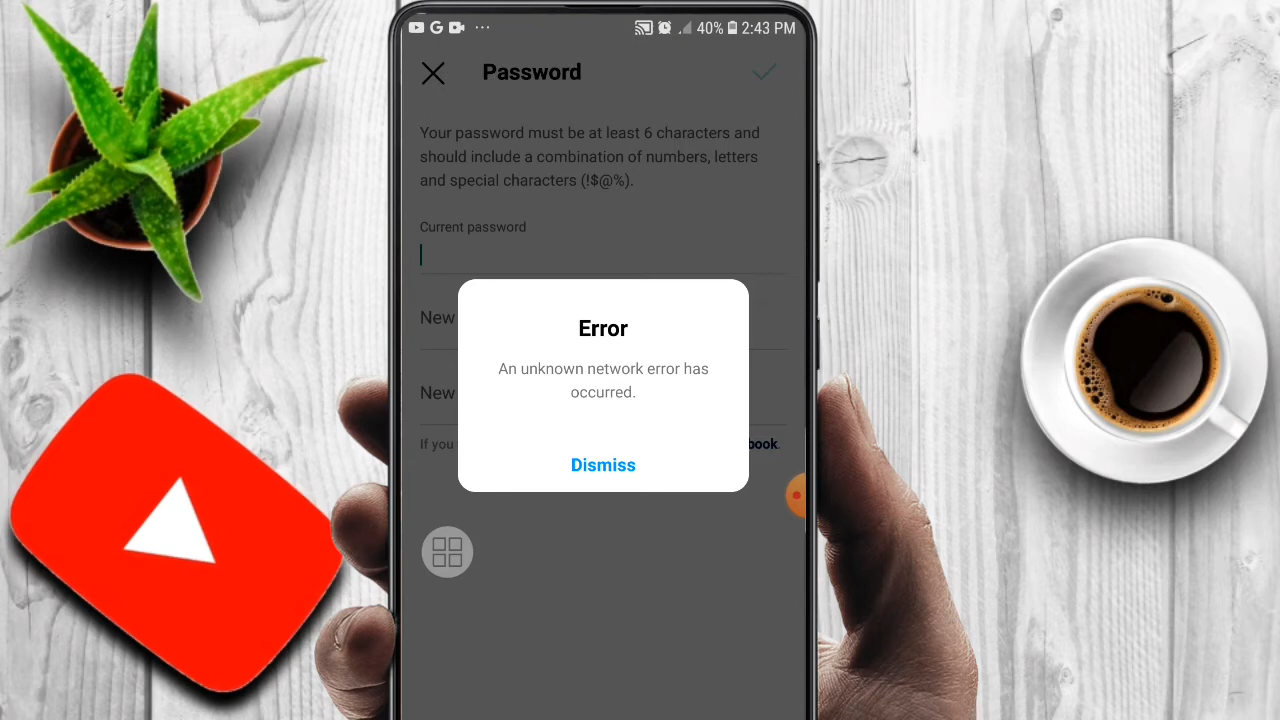 G ... 40% 2:43 PM
Password
Your password must be at least 6 characters and
should include a combination of numbers, letters
and special characters (!$@%).
Current password
New
Error
An unknown network error has
occurred.
New
If you
book.
Dismiss